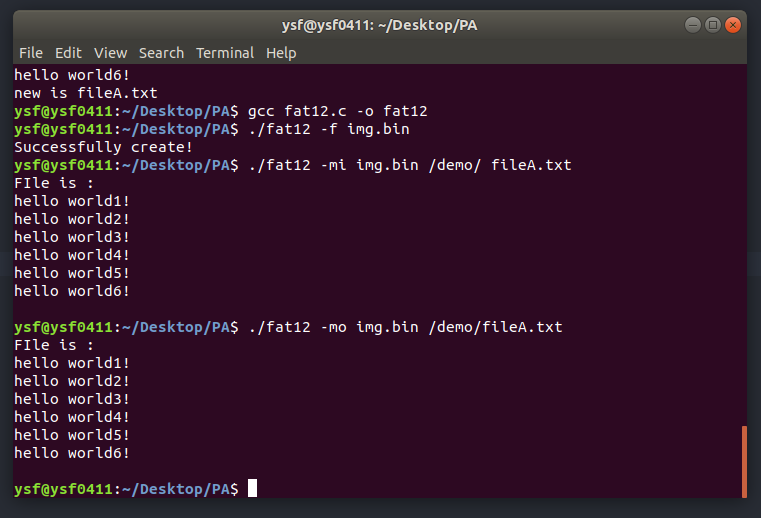 ysf@ysf0411: ~/Desktop/PA
File Edit View Search Terminal Help
hello world6!
new is fileA.txt
ysf@ysf0411:~/Desktop/PA$ gcc fat12.c -o fat12
ysf@ysf0411:~/Desktop/PA$ ./fat12 -f img.bin
Successfully create!
ysf@ysf0411:~/Desktop/PA$ ./fat12 -mi img.bin /demo/ fileA.txt
FIle is :
hello world1!
hello world2!
hello world3!
hello world4!
hello world5!
hello world6!
ysf@ysf0411:~/Desktop/PA$ ./fat12 -mo img.bin /demo/fileA.txt
FIle is :
hello world1!
hello world2!
hello world3!
hello world4!
hello world5!
hello world6!
ysf@ysf0411:~/Desktop/PA$